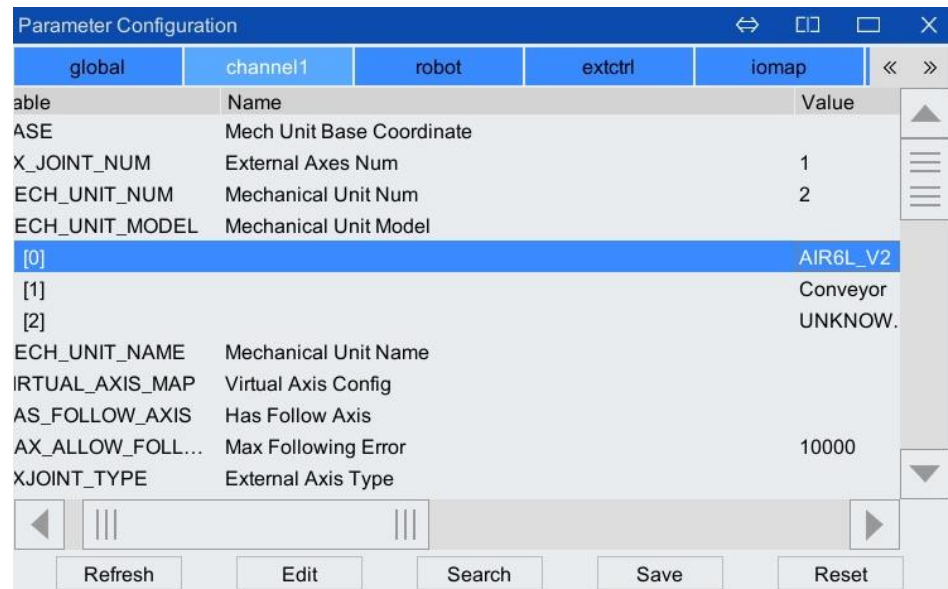 Parameter Configuration
global channel1 robot extctrl iomap
able Name Value
ASE Mech Unit Base Coordinate
X_JOINT_NUM External Axes Num 1
ECH_UNIT_NUM Mechanical Unit Num 2
ECH_UNIT_MODEL Mechanical Unit Model
[0] AIR6L_V2
[1] Conveyor
[2] UNKNOW.
ECH_UNIT_NAME Mechanical Unit Name
IRTUAL_AXIS_MAP Virtual Axis Config
AS_FOLLOW_AXIS Has Follow Axis
AX_ALLOW_FOLL... Max Following Error 10000
XJOINT_TYPE External Axis Type
Refresh Edit Search Save Reset